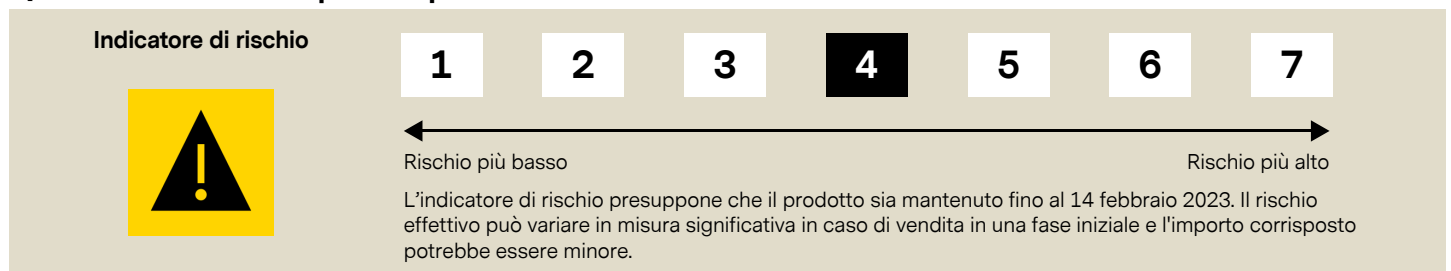 Indicatore di rischio
1 2 3 4 5 6 7
Rischio più basso
Rischio più alto
L'indicatore di rischio presuppone che il prodotto sia mantenuto fino al 14 febbraio 2023. Il rischio
effettivo può variare in misura significativa in caso di vendita in una fase iniziale e l'importo corrisposto
potrebbe essere minore.